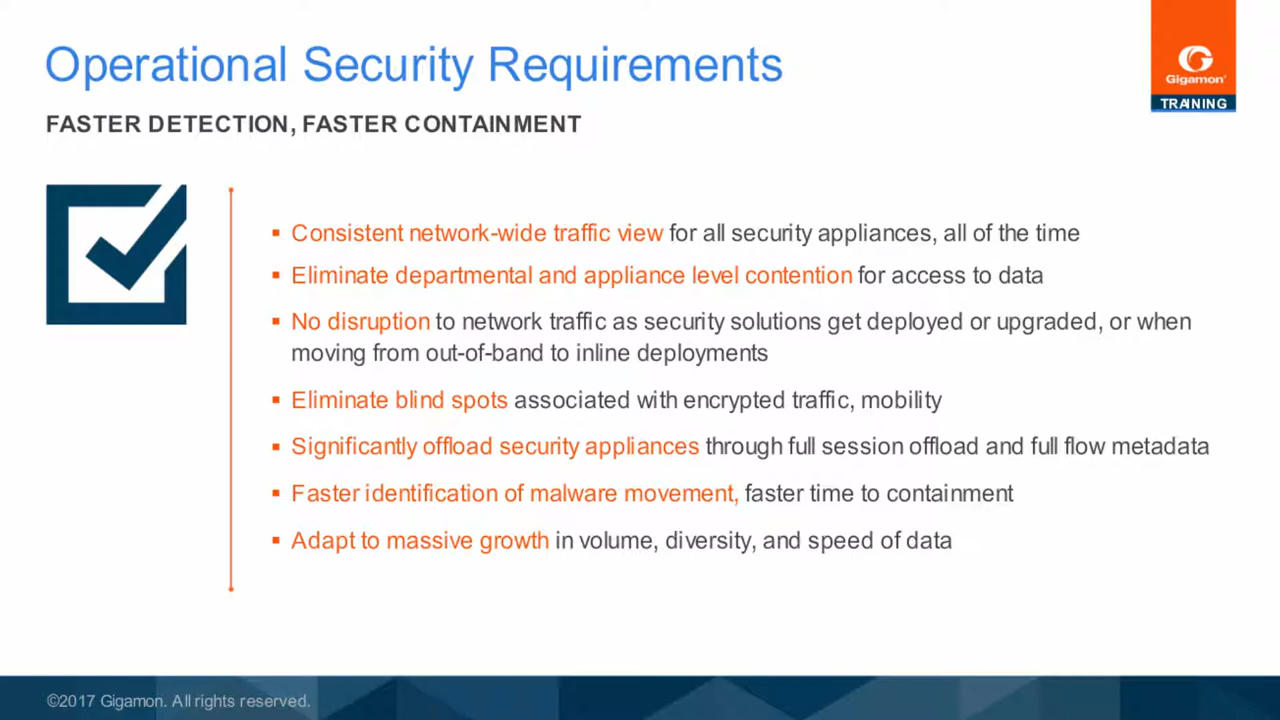 Operational Security Requirements
Gigamon®
TRAINING
FASTER DETECTION, FASTER CONTAINMENT
▪ Consistent network-wide traffic view for all security appliances, all of the time
▪ Eliminate departmental and appliance level contention for access to data
▪ No disruption to network traffic as security solutions get deployed or upgraded, or when
moving from out-of-band to inline deployments
▪ Eliminate blind spots associated with encrypted traffic, mobility
▪ Significantly offload security appliances through full session offload and full flow metadata
▪ Faster identification of malware movement, faster time to containment
▪ Adapt to massive growth in volume, diversity, and speed of data
©2017 Gigamon. All rights reserved.